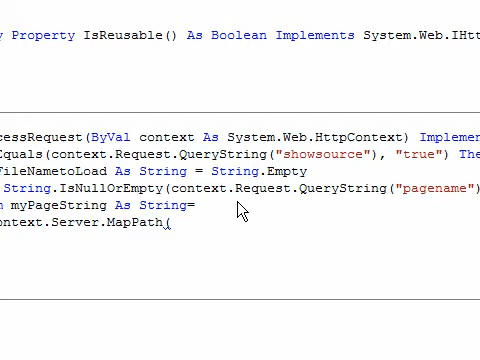 Property IsReusable() As Boolean Implements System.Web.IHtt
cessRequest(ByVal context As System.Web.HttpContext) Implemen
Equals(context.Request.QueryString("showsource"), "true") The
FileNametoLoad As String = String.Empty
String.IsNullOrEmpty(context.Request.QueryString("pagename")
myPageString As String=
ontext.Server.MapPath(